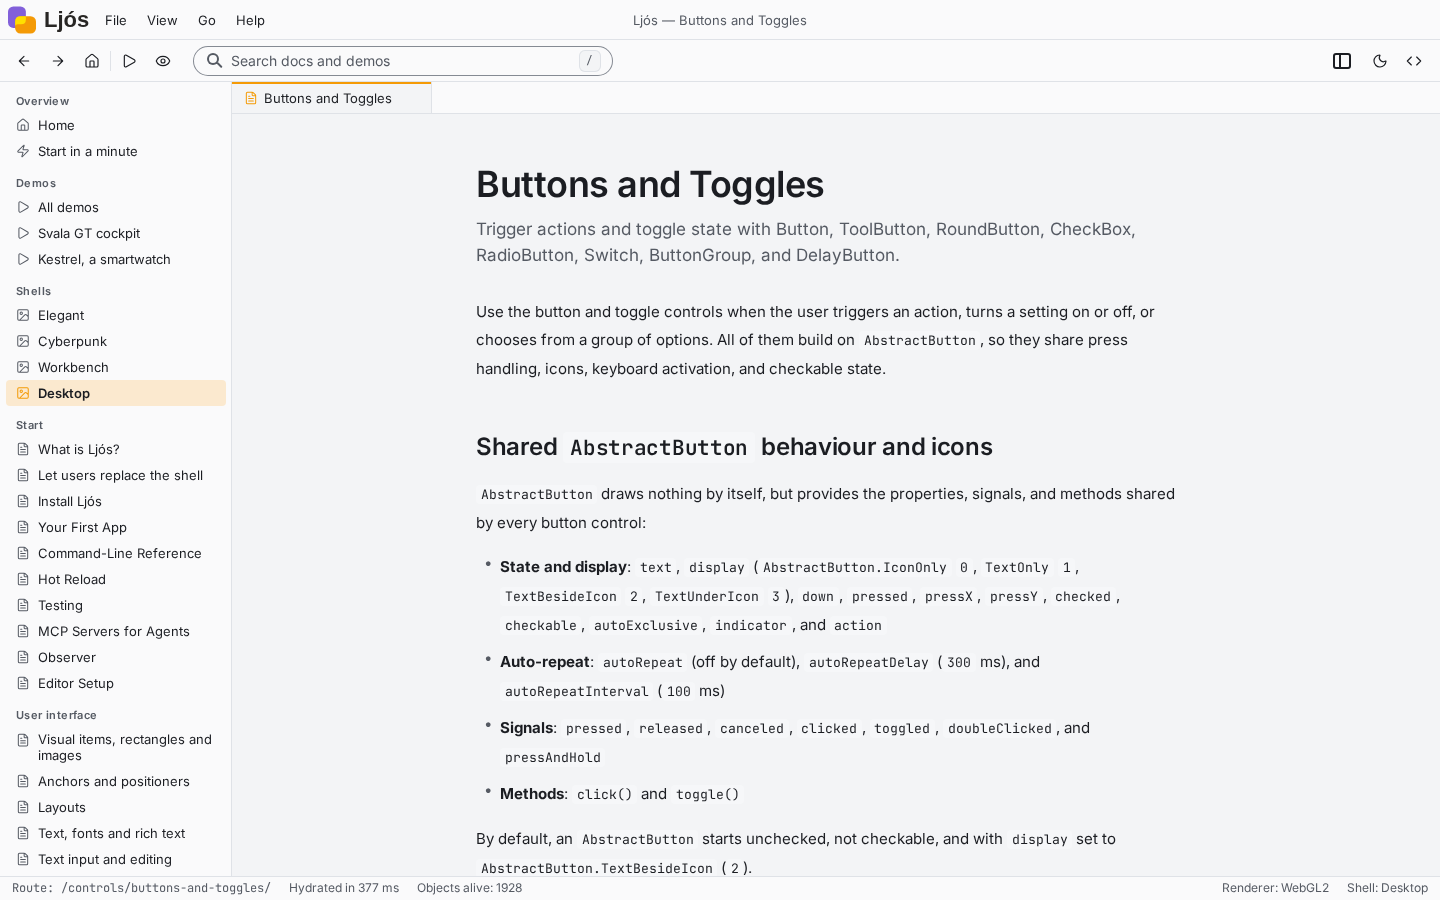 Ljós File View Go Help Ljós — Buttons and Toggles
Search docs and demos /
Overview
Home
Start in a minute
Demos
All demos
Svala GT cockpit
Kestrel, a smartwatch
Shells
Elegant
Cyberpunk
Workbench
Desktop
Start
What is Ljós?
Let users replace the shell
Install Ljós
Your First App
Command-Line Reference
Hot Reload
Testing
MCP Servers for Agents
Observer
Editor Setup
User interface
Visual items, rectangles and
images
Anchors and positioners
Layouts
Text, fonts and rich text
Text input and editing
Buttons and Toggles
Buttons and Toggles
Trigger actions and toggle state with Button, ToolButton, RoundButton, CheckBox,
RadioButton, Switch, ButtonGroup, and DelayButton.
Use the button and toggle controls when the user triggers an action, turns a setting on or off, or
chooses from a group of options. All of them build on AbstractButton, so they share press
handling, icons, keyboard activation, and checkable state.
Shared AbstractButton behaviour and icons
AbstractButton draws nothing by itself, but provides the properties, signals, and methods shared
by every button control:
• State and display: text, display (AbstractButton.IconOnly 0, TextOnly 1,
TextBesideIcon 2, TextUnderIcon 3), down, pressed, pressX, pressY, checked,
checkable, autoExclusive, indicator, and action
• Auto-repeat: autoRepeat (off by default), autoRepeatDelay (300 ms), and
autoRepeatInterval (100 ms)
• Signals: pressed, released, canceled, clicked, toggled, doubleClicked, and
pressAndHold
• Methods: click() and toggle()
By default, an AbstractButton starts unchecked, not checkable, and with display set to
AbstractButton.TextBesideIcon (2).
Route: /controls/buttons-and-toggles/ Hydrated in 377 ms Objects alive: 1928 Renderer: WebGL2 Shell: Desktop